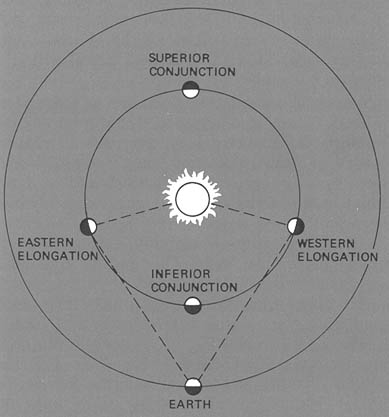 SUPERIOR
CONJUNCTION
EASTERN
ELONGATION
WESTERN
ELONGATION
INFERIOR
CONJUNCTION
EARTH